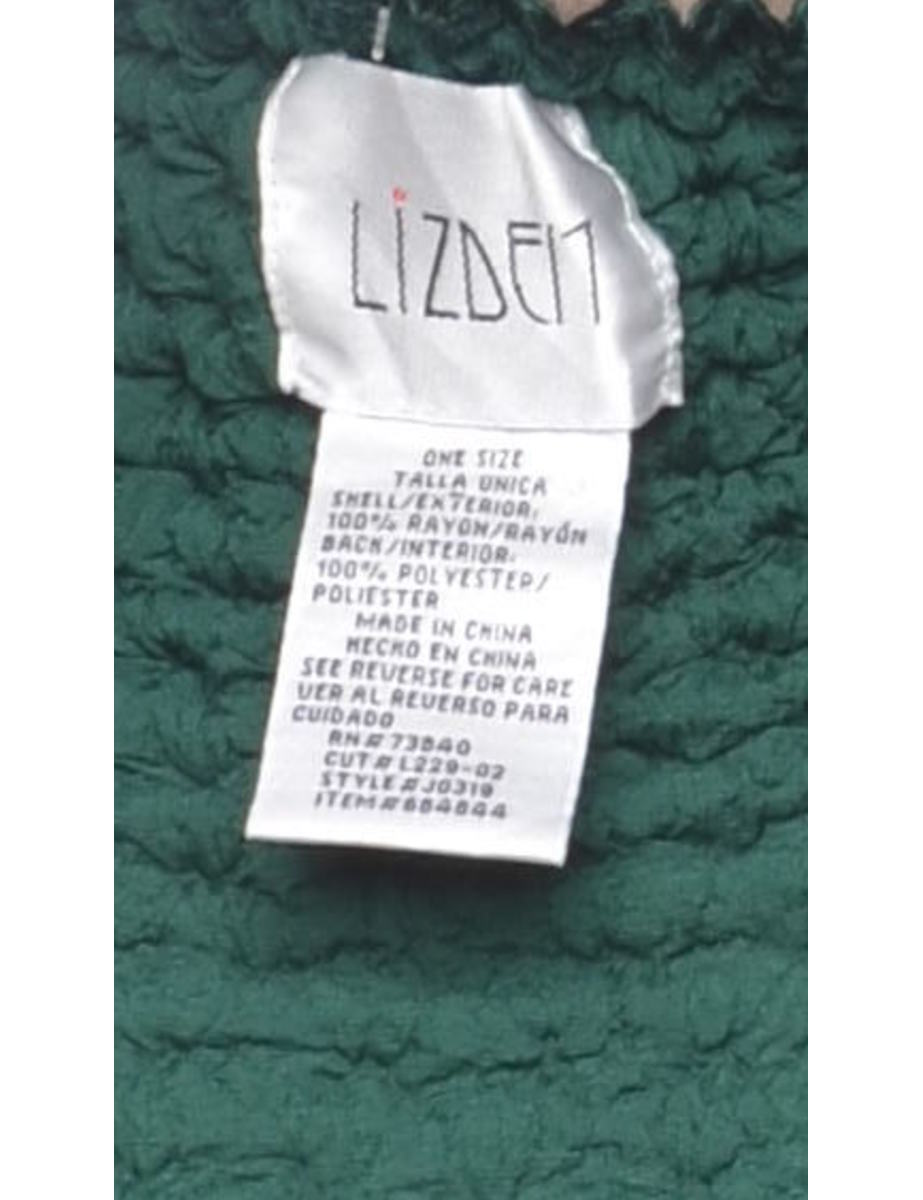 LiZDEN
ONE SIZE
TALLA UNICA
SHELL/EXTERIOR:
100% RAYON/RAYÓN
BACK/INTERIOR:
100% POLYESTER/
POLIESTER
MADE IN CHINA
HECHO EN CHINA
SEE REVERSE FOR CARE
VER AL REVERSO PARA
CUIDADO
RN# 73840
CUT# L229-02
STYLE# J0319
ITEM# 684844